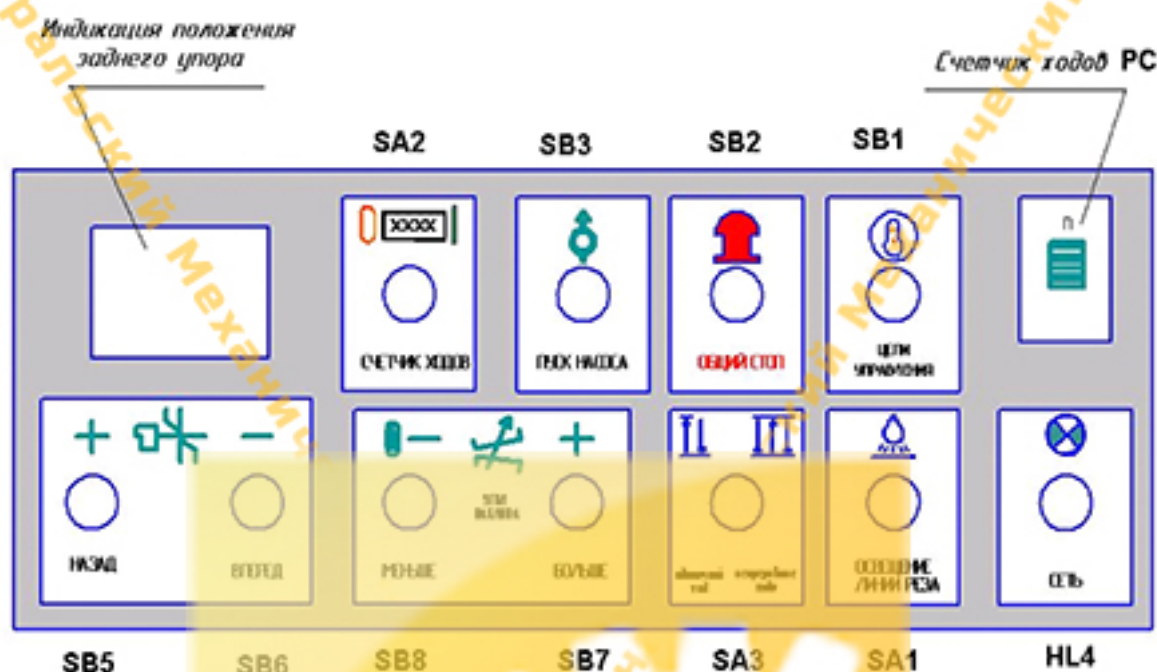 Индикация положения
заднего упора
Счетчик ходов РС
SA2
SB3
SB2
SB1
XXXX
n
СЧЕТЧИК ХОДОВ
ПУСК НАСОСА
ОБЩИЙ СТОП
ЦЕПИ
УПРАВЛЕНИЯ
НАЗАД
ВПЕРЕД
МЕНЬШЕ
БОЛЬШЕ
ОСВЕЩЕНИЕ
ЛИНИИ РЕЗА
СЕТЬ
SB5
SB6
SB8
SB7
SA3
SA1
HL4